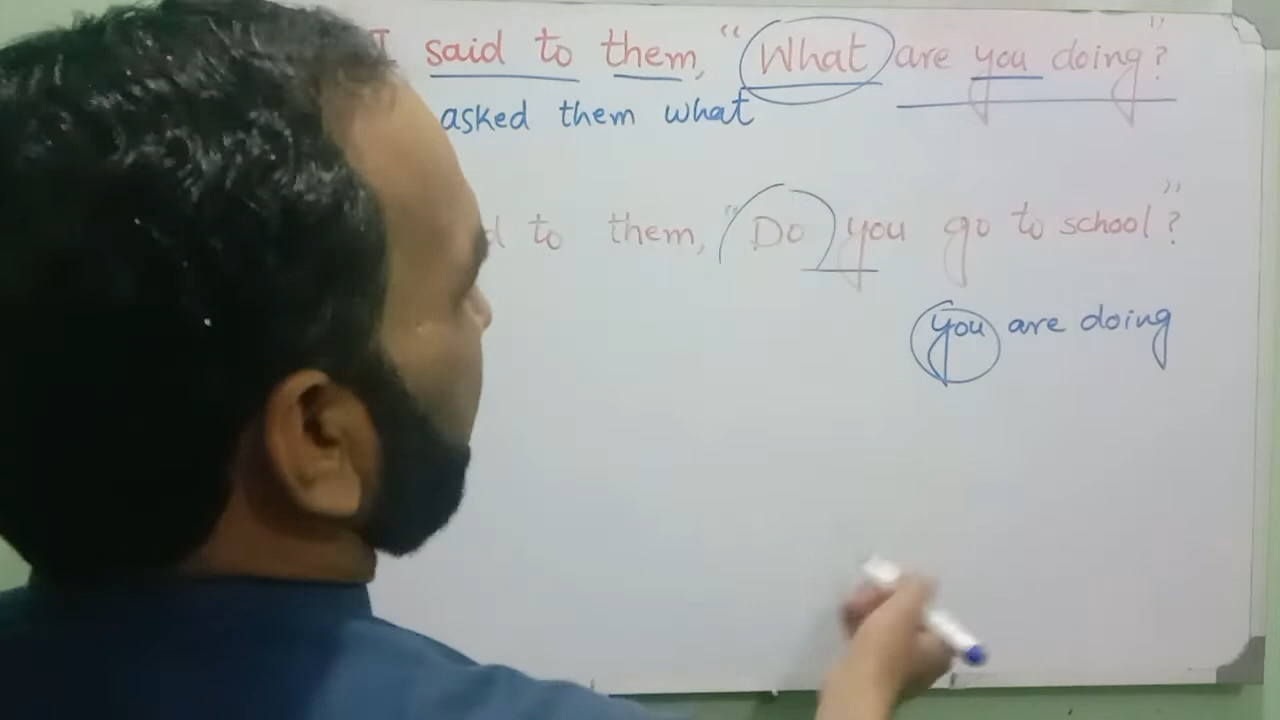 I said to them, "What are you doing"?
asked them what
to them, "Do you go to school"?
you are doing